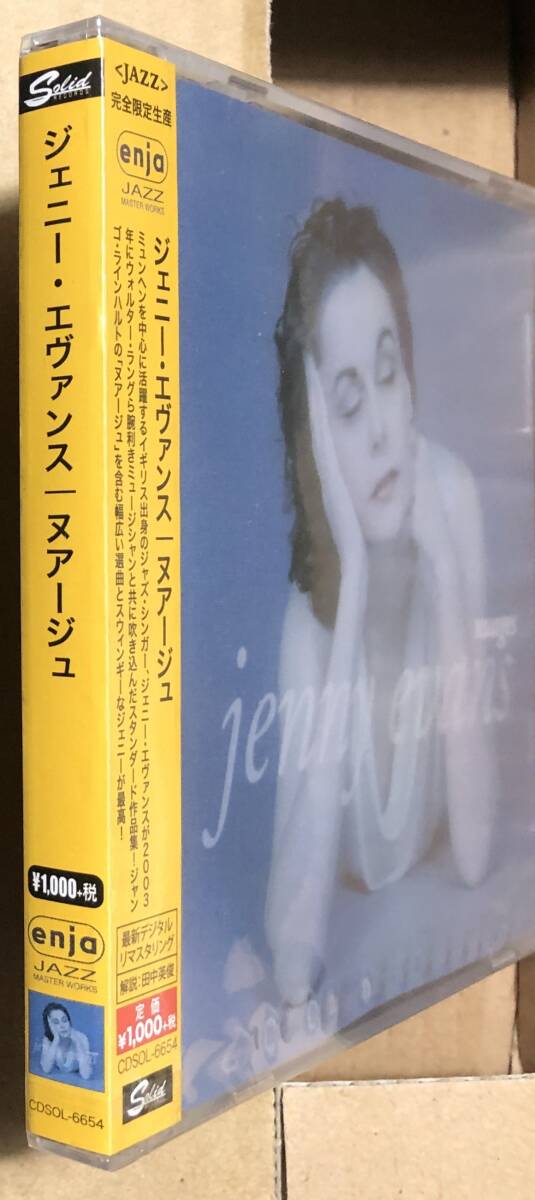 Solid
RECORDS
ジェニー・エヴァンス｜ヌアージュ
¥1,000+税
enja
JAZZ
MASTER WORKS
CDSOL-6654
<JAZZ>
完全限定生産
enja
JAZZ
MASTER WORKS
ジェニー・エヴァンス｜ヌアージュ
ミュンヘンを中心に活躍するイギリス出身のジャズ・シンガー、ジェニー・エヴァンスが2003
年にウォルター・ラングら腕利きミュージシャンと共に吹き込んだスタンダード作品集！ジャン
ゴ・ラインハルトの「ヌアージュ」を含む幅広い選曲とスウィンギーなジェニーが最高！
最新デジタル
リマスタリング
解説:田中英俊
定価
¥1,000+税
CDSOL-6654
Solid
RECORDS
nuages
jenny evans